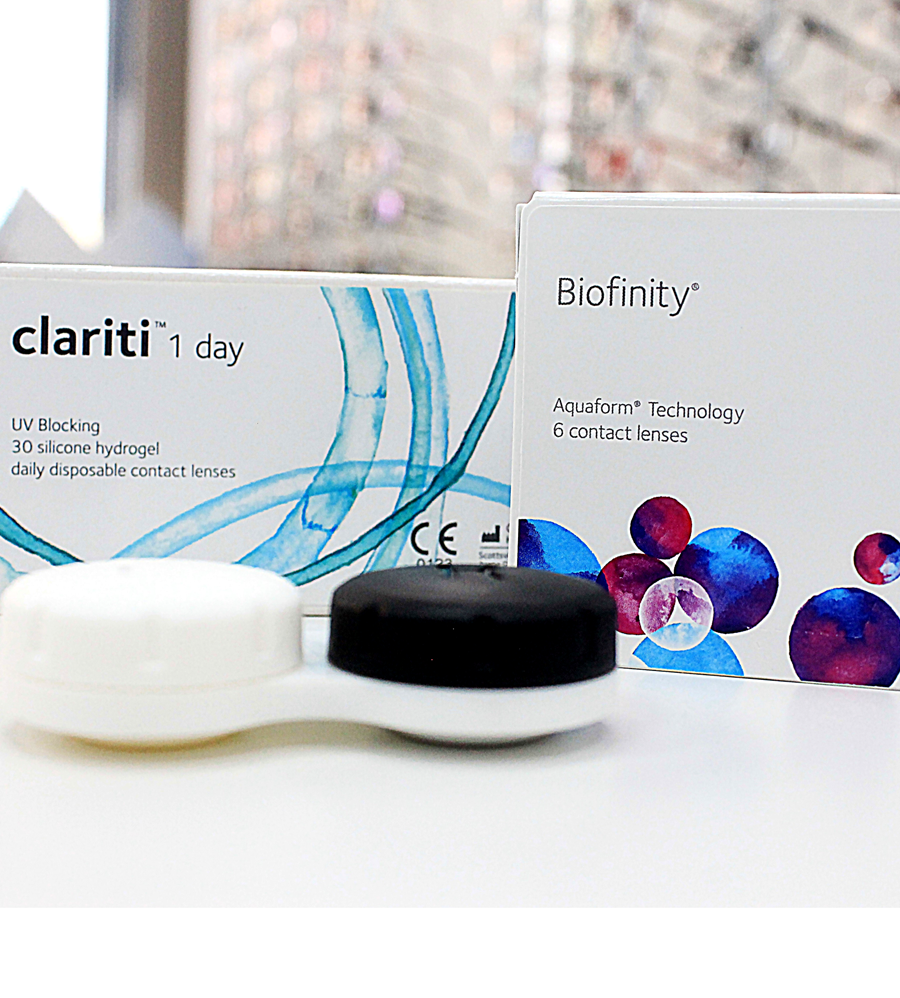 clariti™ 1 day
UV Blocking
30 silicone hydrogel
daily disposable contact lenses
CE
0123
Biofinity®
Aquaform® Technology
6 contact lenses